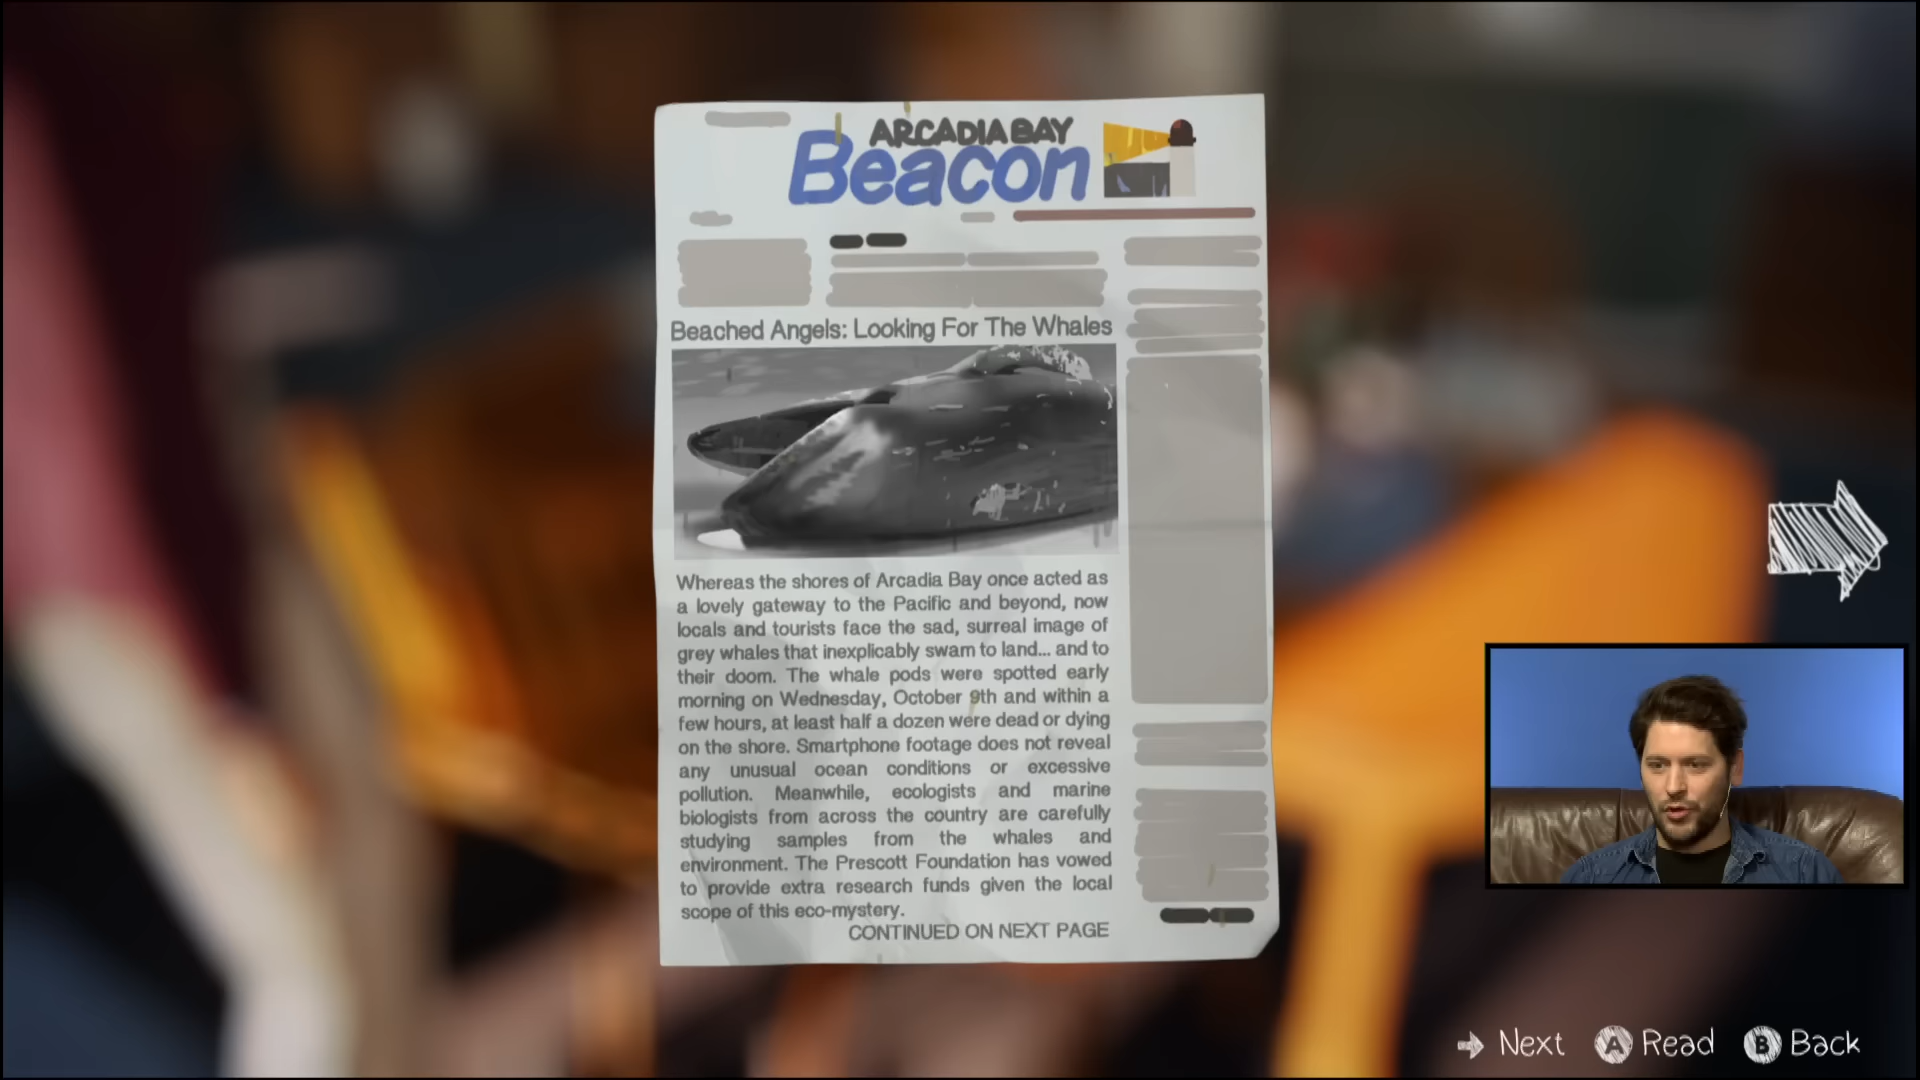 ARCADIA BAY
Beacon
Beached Angels: Looking For The Whales
Whereas the shores of Arcadia Bay once acted as
a lovely gateway to the Pacific and beyond, now
locals and tourists face the sad, surreal image of
grey whales that inexplicably swam to land... and to
their doom. The whale pods were spotted early
morning on Wednesday, October 9th and within a
few hours, at least half a dozen were dead or dying
on the shore. Smartphone footage does not reveal
any unusual ocean conditions or excessive
pollution. Meanwhile, ecologists and marine
biologists from across the country are carefully
studying samples from the whales and
environment. The Prescott Foundation has vowed
to provide extra research funds given the local
scope of this eco-mystery.
CONTINUED ON NEXT PAGE
Next A Read B Back